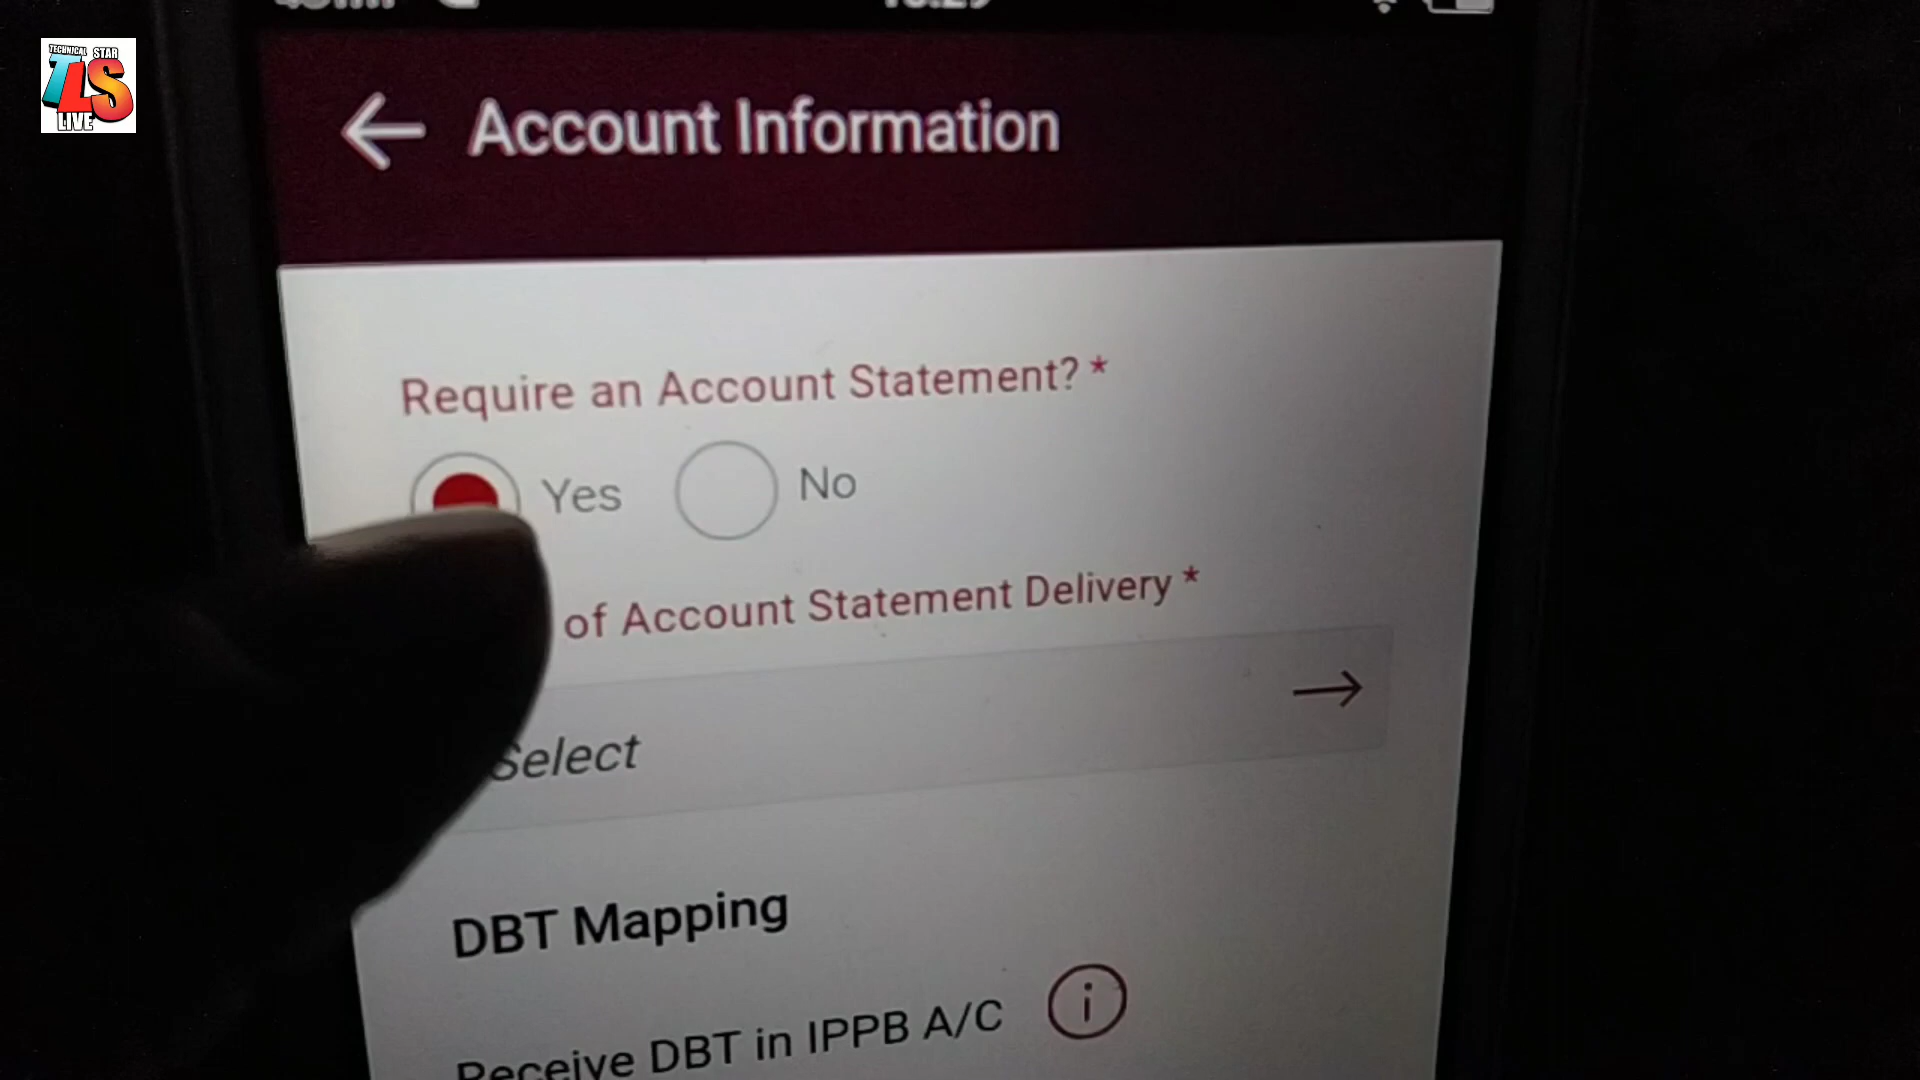 TECHNICAL STAR
TLS
LIVE
Account Information
Require an Account Statement? *
Yes No
of Account Statement Delivery *
Select
DBT Mapping
Receive DBT in IPPB A/C